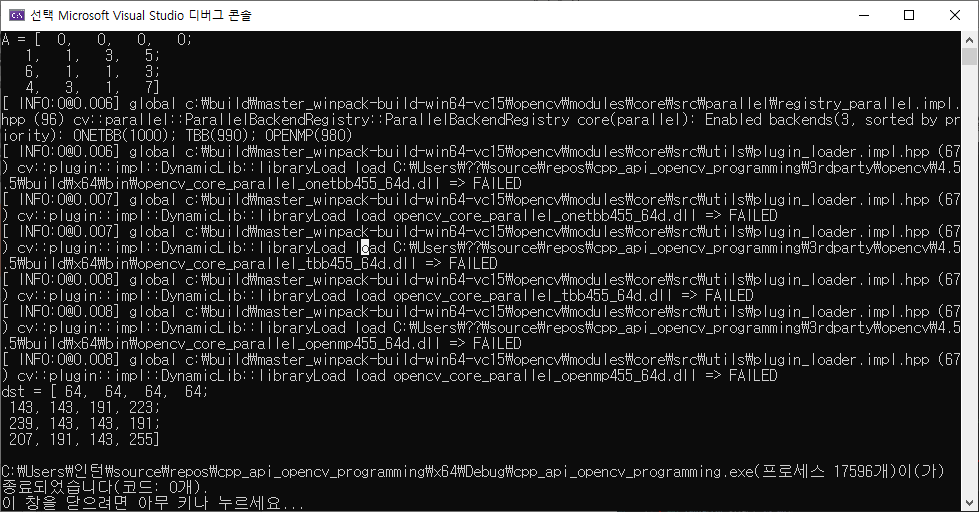 선택 Microsoft Visual Studio 디버그 콘솔
A = [  0,   0,   0,   0;
   1,   1,   3,   5;
   6,   1,   1,   3;
   4,   3,   1,   7]
[ INFO:0@0.006] global c:₩build₩master_winpack-build-win64-vc15₩opencv₩modules₩core₩src₩parallel₩registry_parallel.impl.
hpp (96) cv::parallel::ParallelBackendRegistry::ParallelBackendRegistry core(parallel): Enabled backends(3, sorted by pr
iority): ONETBB(1000); TBB(990); OPENMP(980)
[ INFO:0@0.006] global c:₩build₩master_winpack-build-win64-vc15₩opencv₩modules₩core₩src₩utils₩plugin_loader.impl.hpp (67
) cv::plugin::impl::DynamicLib::libraryLoad load C:₩Users₩??₩source₩repos₩cpp_api_opencv_programming₩3rdparty₩opencv₩4.5
.5₩build₩x64₩bin₩opencv_core_parallel_onetbb455_64d.dll => FAILED
[ INFO:0@0.007] global c:₩build₩master_winpack-build-win64-vc15₩opencv₩modules₩core₩src₩utils₩plugin_loader.impl.hpp (67
) cv::plugin::impl::DynamicLib::libraryLoad load opencv_core_parallel_onetbb455_64d.dll => FAILED
[ INFO:0@0.007] global c:₩build₩master_winpack-build-win64-vc15₩opencv₩modules₩core₩src₩utils₩plugin_loader.impl.hpp (67
) cv::plugin::impl::DynamicLib::libraryLoad load C:₩Users₩??₩source₩repos₩cpp_api_opencv_programming₩3rdparty₩opencv₩4.5
.5₩build₩x64₩bin₩opencv_core_parallel_tbb455_64d.dll => FAILED
[ INFO:0@0.008] global c:₩build₩master_winpack-build-win64-vc15₩opencv₩modules₩core₩src₩utils₩plugin_loader.impl.hpp (67
) cv::plugin::impl::DynamicLib::libraryLoad load opencv_core_parallel_tbb455_64d.dll => FAILED
[ INFO:0@0.008] global c:₩build₩master_winpack-build-win64-vc15₩opencv₩modules₩core₩src₩utils₩plugin_loader.impl.hpp (67
) cv::plugin::impl::DynamicLib::libraryLoad load C:₩Users₩??₩source₩repos₩cpp_api_opencv_programming₩3rdparty₩opencv₩4.5
.5₩build₩x64₩bin₩opencv_core_parallel_openmp455_64d.dll => FAILED
[ INFO:0@0.008] global c:₩build₩master_winpack-build-win64-vc15₩opencv₩modules₩core₩src₩utils₩plugin_loader.impl.hpp (67
) cv::plugin::impl::DynamicLib::libraryLoad load opencv_core_parallel_openmp455_64d.dll => FAILED
dst = [ 64,  64,  64,  64;
 143, 143, 191, 223;
 239, 143, 143, 191;
 207, 191, 143, 255]
C:₩Users₩인턴₩source₩repos₩cpp_api_opencv_programming₩x64₩Debug₩cpp_api_opencv_programming.exe(프로세스 17596개)이(가)
종료되었습니다(코드: 0개).
이 창을 닫으려면 아무 키나 누르세요...